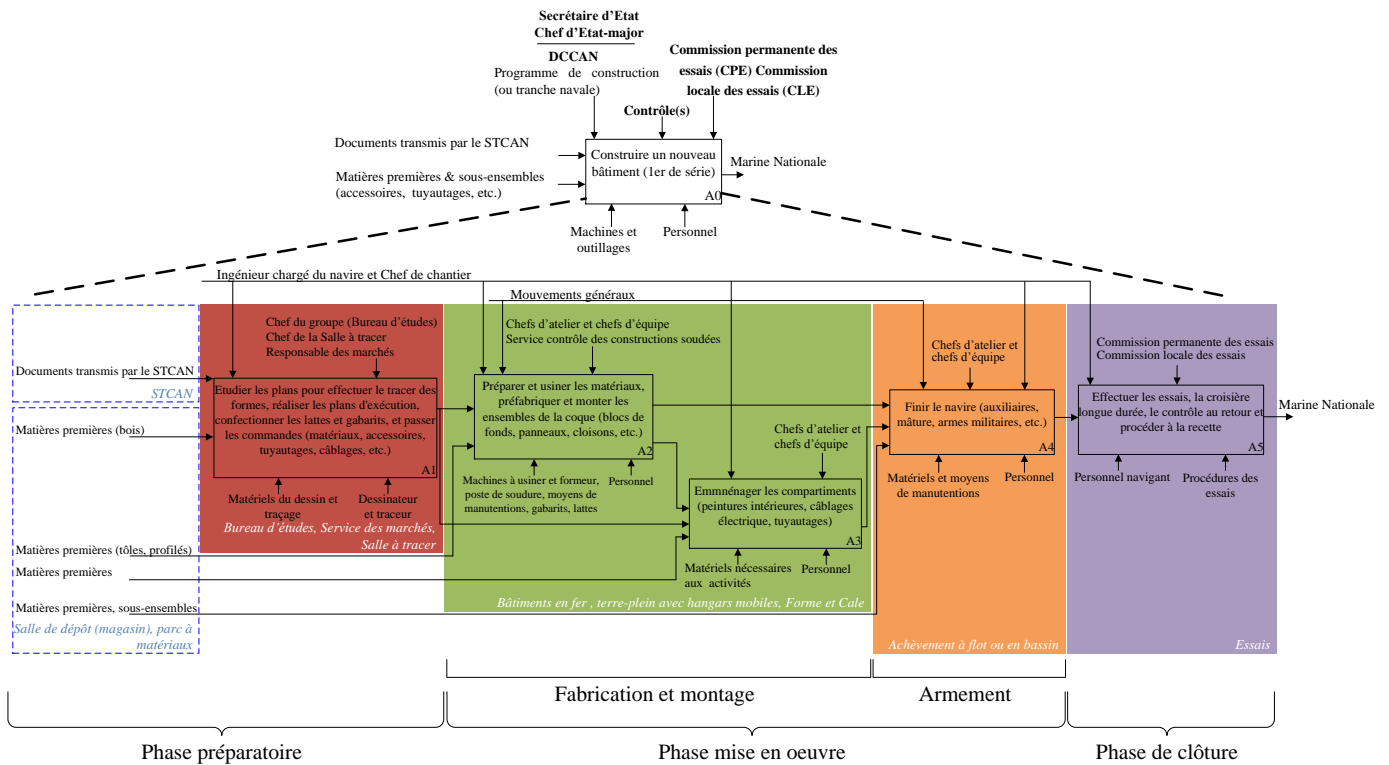 Secrétaire d'Etat
Chef d'Etat-major
DCCAN
Programme de construction
(ou tranche navale)
Commission permanente des
essais (CPE) Commission
locale des essais (CLE)
Contrôle(s)
Documents transmis par le STCAN
Matières premières & sous-ensembles
(accessoires, tuyautages, etc.)
Construire un nouveau
bâtiment (1er de série)
A0
Marine Nationale
Machines et
outillages
Personnel
Ingénieur chargé du navire et Chef de chantier
Mouvements généraux
Documents transmis par le STCAN
STCAN
Matières premières (bois)
Matières premières (tôles, profilés)
Matières premières
Matières premières, sous-ensembles
Salle de dépôt (magasin), parc à
matériaux
Chef du groupe (Bureau d'études)
Chef de la Salle à tracer
Responsable des marchés
Etudier les plans pour effectuer le tracer des
formes, réaliser les plans d'exécution,
confectionner les lattes et gabarits, et passer
les commandes (matériaux, accessoires,
tuyautages, câblages, etc.)
A1
Matériels du dessin et
traçage
Dessinateur
et traceur
Bureau d'études, Service des marchés,
Salle à tracer
Chefs d'atelier et chefs d'équipe
Service contrôle des constructions soudées
Préparer et usiner les matériaux,
préfabriquer et monter les
ensembles de la coque (blocs de
fonds, panneaux, cloisons, etc.)
A2
Machines à usiner et formeur,
poste de soudure, moyens de
manutentions, gabarits, lattes
Personnel
Chefs d'atelier et
chefs d'équipe
Emmnénager les compartiments
(peintures intérieures, câblages
électrique, tuyautages)
A3
Matériels nécessaires
aux activités
Personnel
Bâtiments en fer , terre-plein avec hangars mobiles, Forme et Cale
Chefs d'atelier et
chefs d'équipe
Finir le navire (auxiliaires,
mâture, armes militaires, etc.)
A4
Matériels et moyens
de manutentions
Personnel
Achèvement à flot ou en bassin
Commission permanente des essais
Commission locale des essais
Effectuer les essais, la croisière
longue durée, le contrôle au retour et
procéder à la recette
A5
Personnel navigant
Procédures des
essais
Marine Nationale
Essais
Fabrication et montage
Armement
Phase préparatoire
Phase mise en oeuvre
Phase de clôture